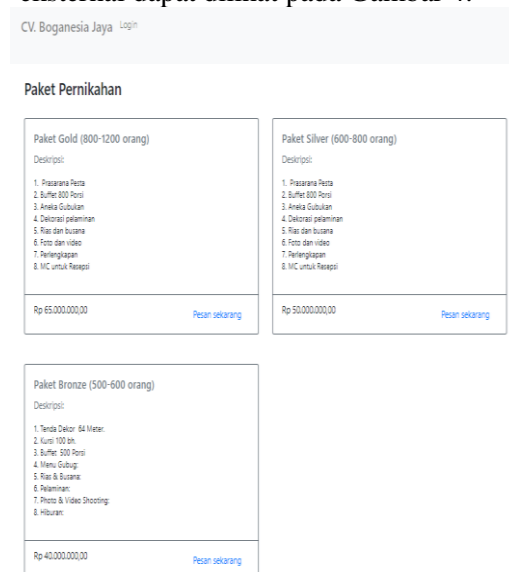 eksternal dapat dilihat pada Gambar 4.
CV. Boganesia Jaya Login
Paket Pernikahan
Paket Gold (800-1200 orang)
Deskripsi:
1. Prasarana Pesta
2. Buffet 800 Porsi
3. Aneka Gubukan
4. Dekorasi pelaminan
5. Rias dan busana
6. Foto dan video
7. Perlengkapan
8. MC untuk Resepsi
Rp 65.000.000,00
Pesan sekarang
Paket Silver (600-800 orang)
Deskripsi:
1. Prasarana Pesta
2. Buffet 800 Porsi
3. Aneka Gubukan
4. Dekorasi pelaminan
5. Rias dan busana
6. Foto dan video
7. Perlengkapan
8. MC untuk Resepsi
Rp 50.000.000,00
Pesan sekarang
Paket Bronze (500-600 orang)
Deskripsi:
1. Tenda Dekor 84 Meter.
2. Kursi 100 bh.
3. Buffet 500 Porsi
4. Menu Gubug:
5. Rias & Busana:
6. Pelaminan:
7. Photo & Video Shooting:
8. Hiburan:
Rp 40.000.000,00
Pesan sekarang